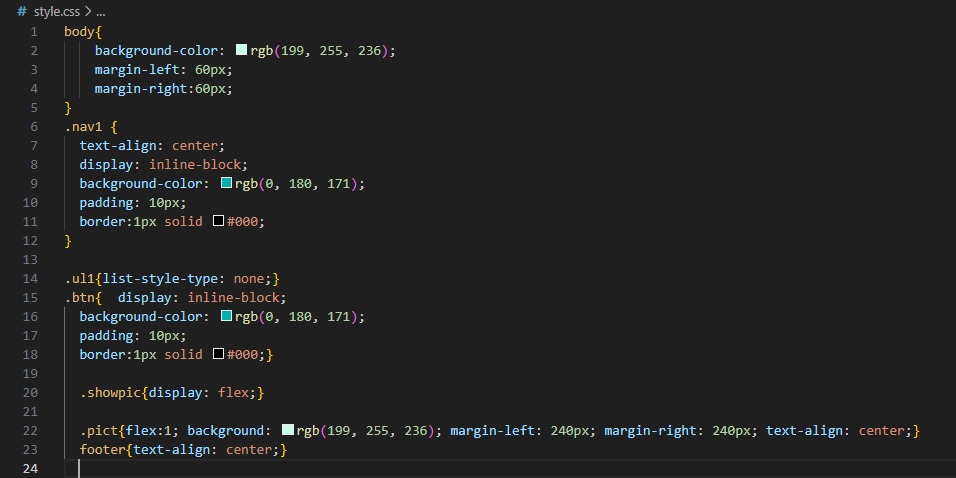 # style.css > ...
1 body{
2 background-color: rgb(199, 255, 236);
3 margin-left: 60px;
4 margin-right:60px;
5 }
6 .nav1 {
7 text-align: center;
8 display: inline-block;
9 background-color: rgb(0, 180, 171);
10 padding: 10px;
11 border:1px solid #000;
12 }
13
14 .ul1{list-style-type: none;}
15 .btn{  display: inline-block;
16 background-color: rgb(0, 180, 171);
17 padding: 10px;
18 border:1px solid #000;}
19
20 .showpic{display: flex;}
21
22 .pict{flex:1; background: rgb(199, 255, 236); margin-left: 240px; margin-right: 240px; text-align: center;}
23 footer{text-align: center;}
24